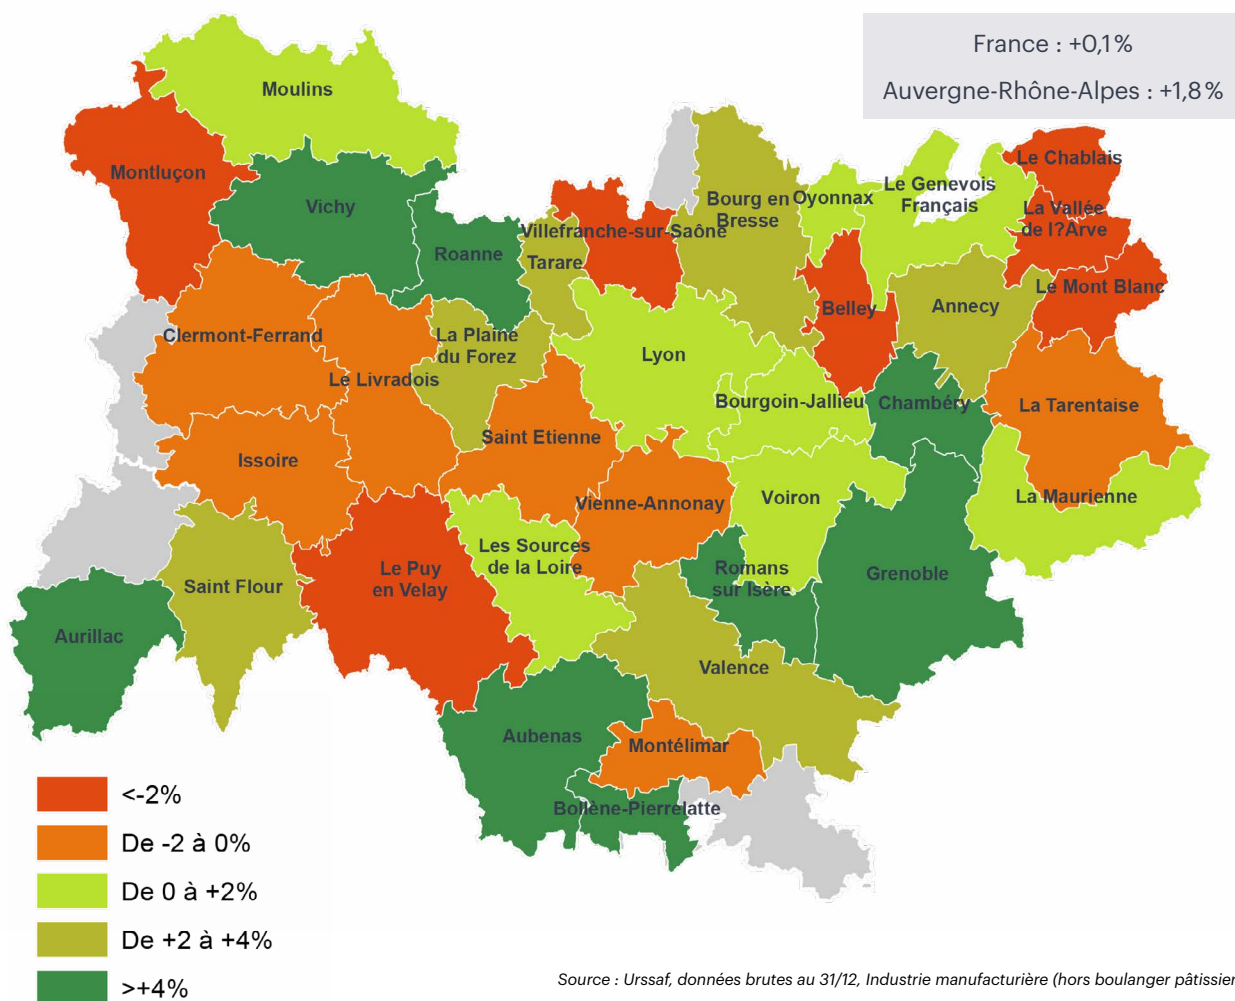 France : +0,1 %
Auvergne-Rhône-Alpes : +1,8 %
Moulins
Montluçon
Vichy
Roanne
Villefranche-sur-Saône
Tarare
Bourg en
Bresse
Oyonnax
Le Genevois
Français
Le Chablais
La Vallée
de l?Arve
Le Mont Blanc
Belley
Annecy
Clermont-Ferrand
La Plaine
du Forez
Lyon
Le Livradois
Bourgoin-Jallieu
Chambéry
La Tarentaise
Saint Etienne
Issoire
Vienne-Annonay
Voiron
La Maurienne
Les Sources
de la Loire
Le Puy
en Velay
Saint Flour
Romans
sur Isère
Grenoble
Aurillac
Valence
Aubenas
Montélimar
Bollène-Pierrelatte
<-2%
De -2 à 0%
De 0 à +2%
De +2 à +4%
>+4%
Source : Urssaf, données brutes au 31/12, Industrie manufacturière (hors boulanger pâtissier